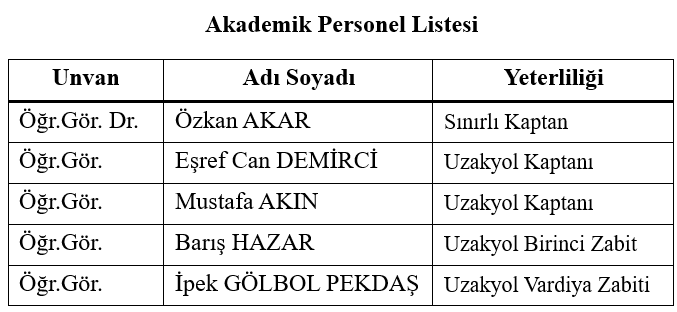 Akademik Personel Listesi
Unvan Adı Soyadı Yeterliliği
Öğr.Gör. Dr. Özkan AKAR Sınırlı Kaptan
Öğr.Gör. Eşref Can DEMİRCİ Uzakyol Kaptanı
Öğr.Gör. Mustafa AKIN Uzakyol Kaptanı
Öğr.Gör. Barış HAZAR Uzakyol Birinci Zabit
Öğr.Gör. İpek GÖLBOL PEKDAŞ Uzakyol Vardiya Zabiti